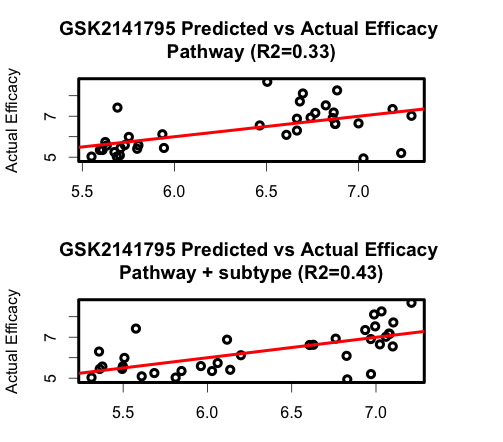 GSK2141795 Predicted vs Actual Efficacy
Pathway (R2=0.33)
Actual Efficacy
7
5
5.5 6.0 6.5 7.0
GSK2141795 Predicted vs Actual Efficacy
Pathway + subtype (R2=0.43)
Actual Efficacy
7
5
5.5 6.0 6.5 7.0